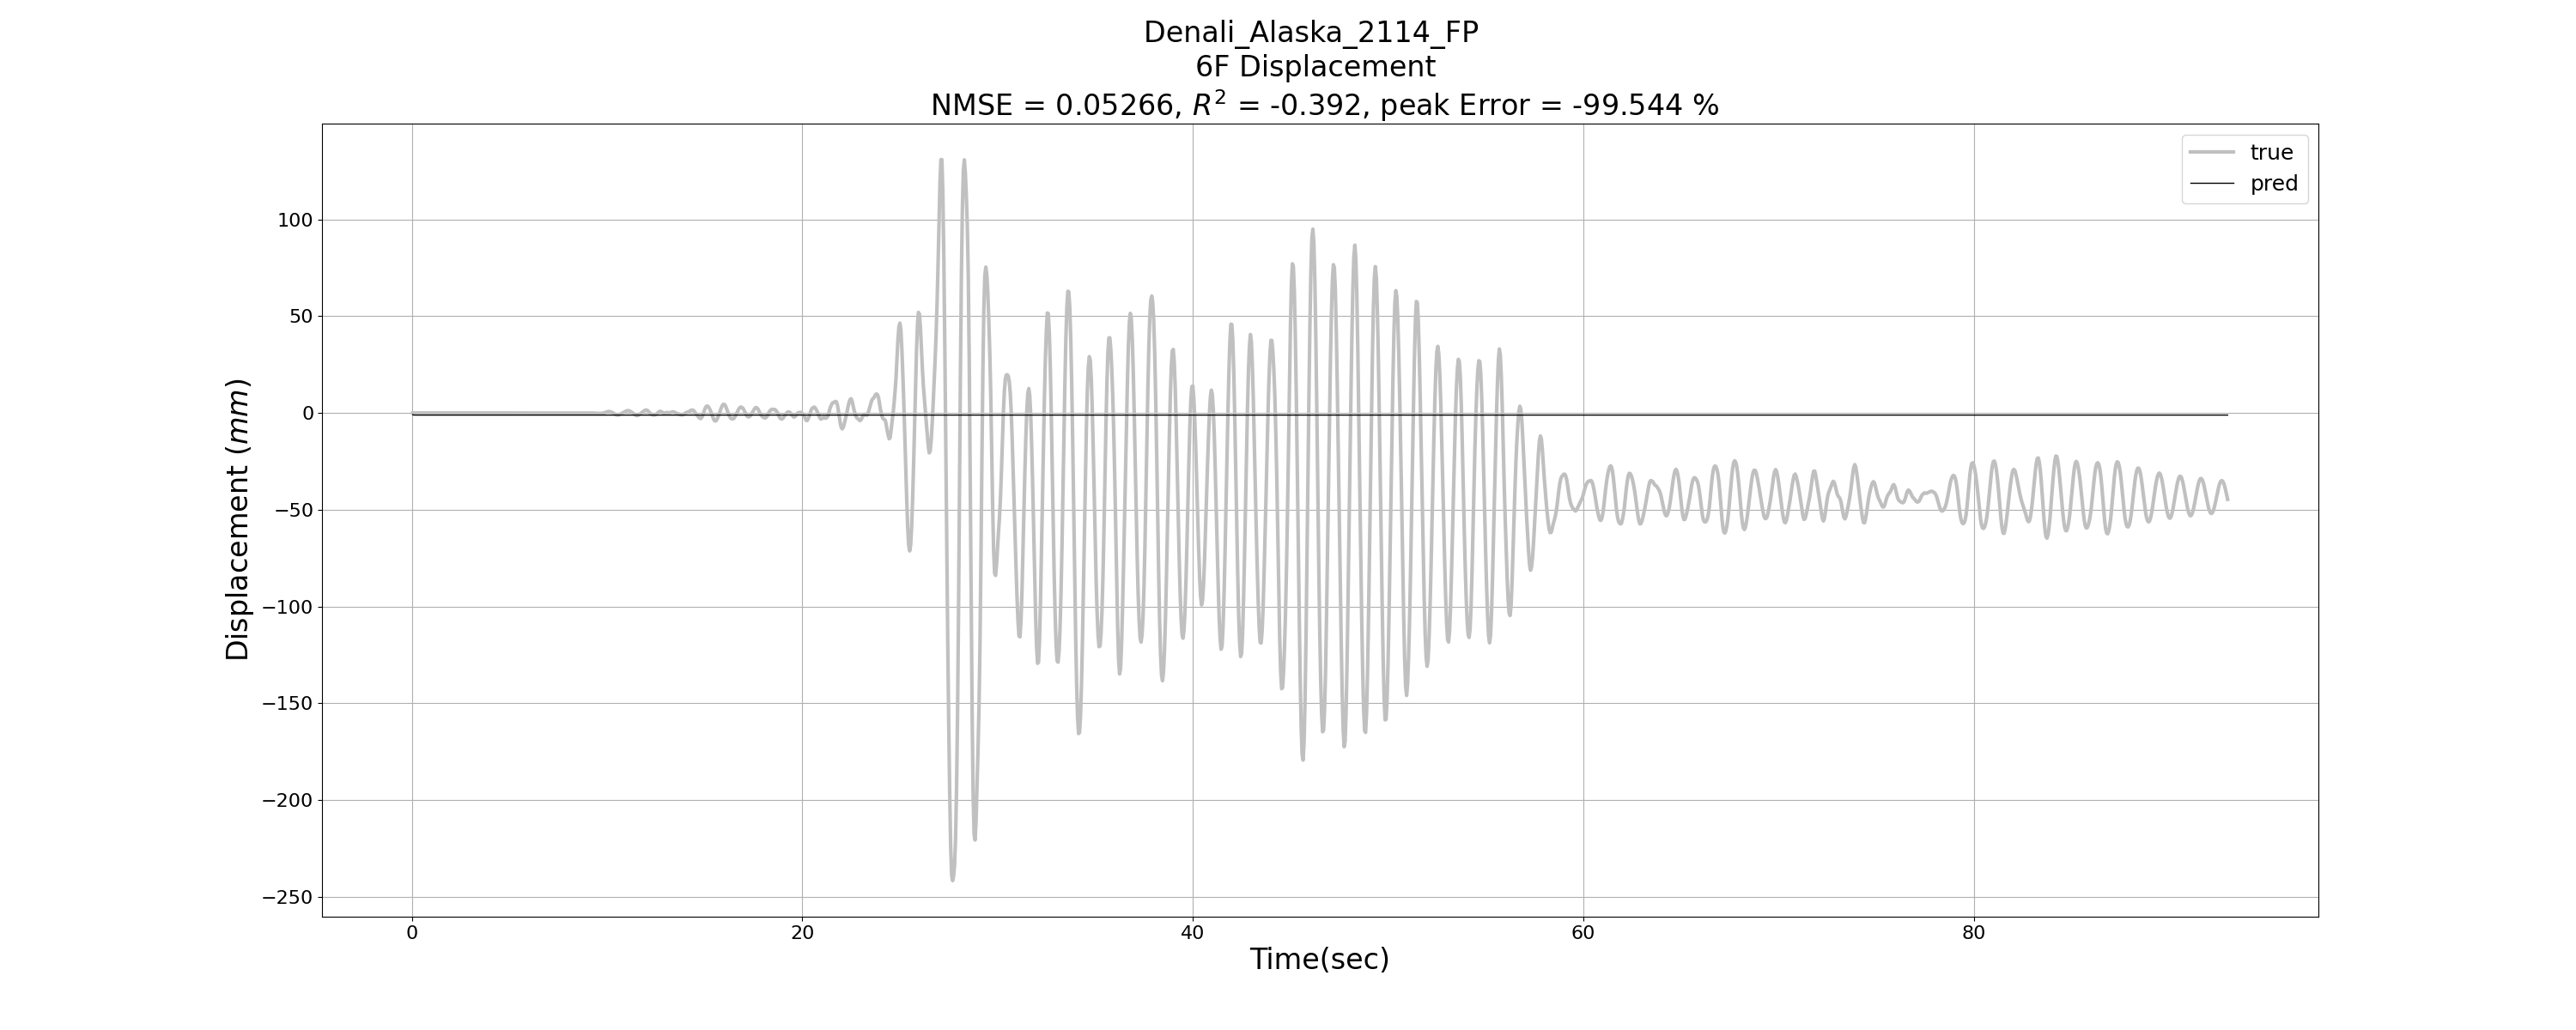 Denali_Alaska_2114_FP
6F Displacement
NMSE = 0.05266, R² = -0.392, peak Error = -99.544 %
true
pred
100
50
0
−50
−100
−150
−200
−250
Displacement (mm)
0 20 40 60 80
Time(sec)